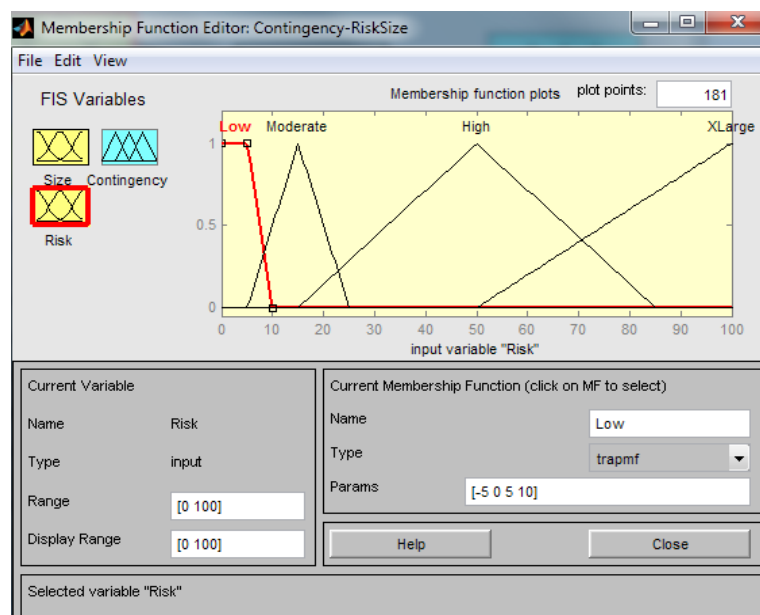 Membership Function Editor: Contingency-RiskSize
File Edit View
FIS Variables
Size Contingency
Risk
Membership function plots plot points: 181
Low Moderate High XLarge
1
0.5
0
0 10 20 30 40 50 60 70 80 90 100
input variable "Risk"
Current Variable
Name Risk
Type input
Range [0 100]
Display Range [0 100]
Current Membership Function (click on MF to select)
Name Low
Type trapmf
Params [-5 0 5 10]
Help Close
Selected variable "Risk"